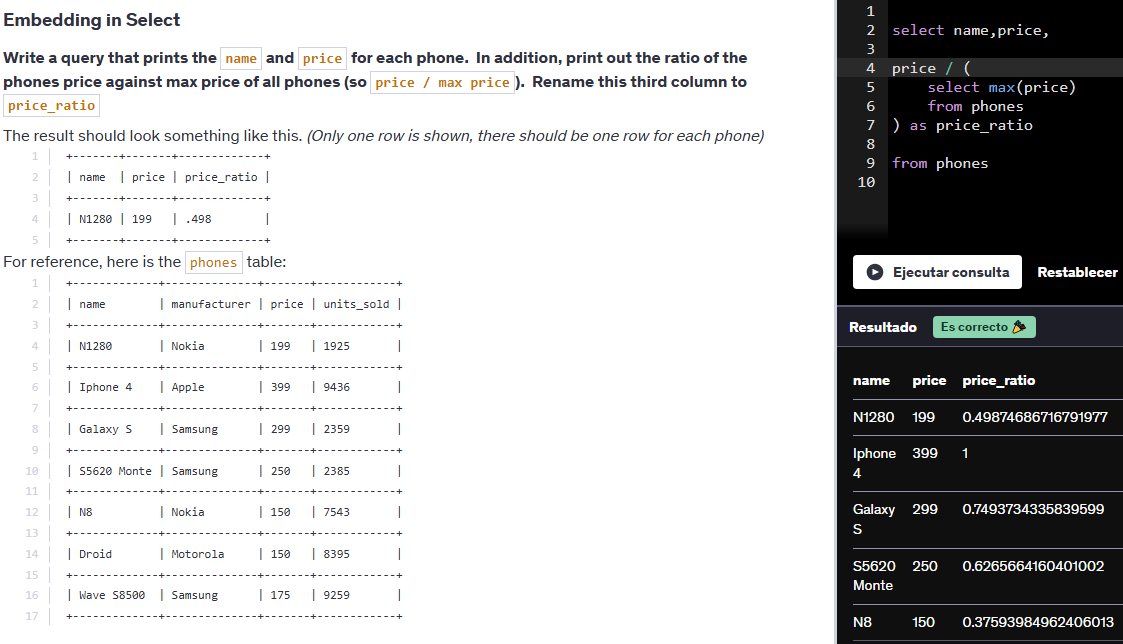 Embedding in Select
Write a query that prints the name and price for each phone. In addition, print out the ratio of the
phones price against max price of all phones (so price / max price ). Rename this third column to
price_ratio
The result should look something like this. (Only one row is shown, there should be one row for each phone)
1 +-------+-------+-------------+
2 | name | price | price_ratio |
3 +-------+-------+-------------+
4 | N1280 | 199 | .498 |
5 +-------+-------+-------------+
For reference, here is the phones table:
1 +-------------+--------------+-------+------------+
2 | name | manufacturer | price | units_sold |
3 +-------------+--------------+-------+------------+
4 | N1280 | Nokia | 199 | 1925 |
5 +-------------+--------------+-------+------------+
6 | Iphone 4 | Apple | 399 | 9436 |
7 +-------------+--------------+-------+------------+
8 | Galaxy S | Samsung | 299 | 2359 |
9 +-------------+--------------+-------+------------+
10 | S5620 Monte | Samsung | 250 | 2385 |
11 +-------------+--------------+-------+------------+
12 | N8 | Nokia | 150 | 7543 |
13 +-------------+--------------+-------+------------+
14 | Droid | Motorola | 150 | 8395 |
15 +-------------+--------------+-------+------------+
16 | Wave S8500 | Samsung | 175 | 9259 |
17 +-------------+--------------+-------+------------+
1
2 select name,price,
3
4 price / (
5 select max(price)
6 from phones
7 ) as price_ratio
8
9 from phones
10
Ejecutar consulta Restablecer
Resultado Es correcto 🎉
name price price_ratio
N1280 199 0.49874686716791977
Iphone 399 1
4
Galaxy 299 0.7493734335839599
S
S5620 250 0.6265664160401002
Monte
N8 150 0.37593984962406013